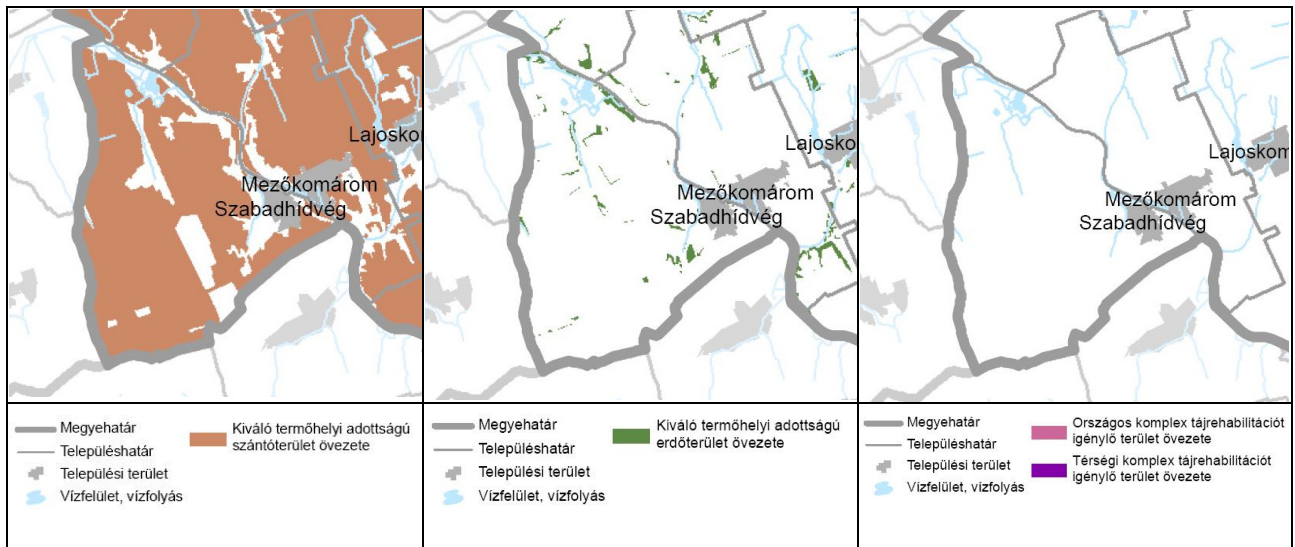 Lajoskom
Mezőkomárom
Szabadhídvég
Lajosko
Mezőkomárom
Szabadhídvég
Lajoskom
Mezőkomárom
Szabadhídvég
Megyehatár
Településhatár
Települési terület
Vízfelület, vízfolyás
Kiváló termőhelyi adottságú
szántóterület övezete
Megyehatár
Településhatár
Települési terület
Vízfelület, vízfolyás
Kiváló termőhelyi adottságú
erdőterület övezete
Megyehatár
Településhatár
Települési terület
Vízfelület, vízfolyás
Országos komplex tájrehabilitációt
igénylő terület övezete
Térségi komplex tájrehabilitációt
igénylő terület övezete